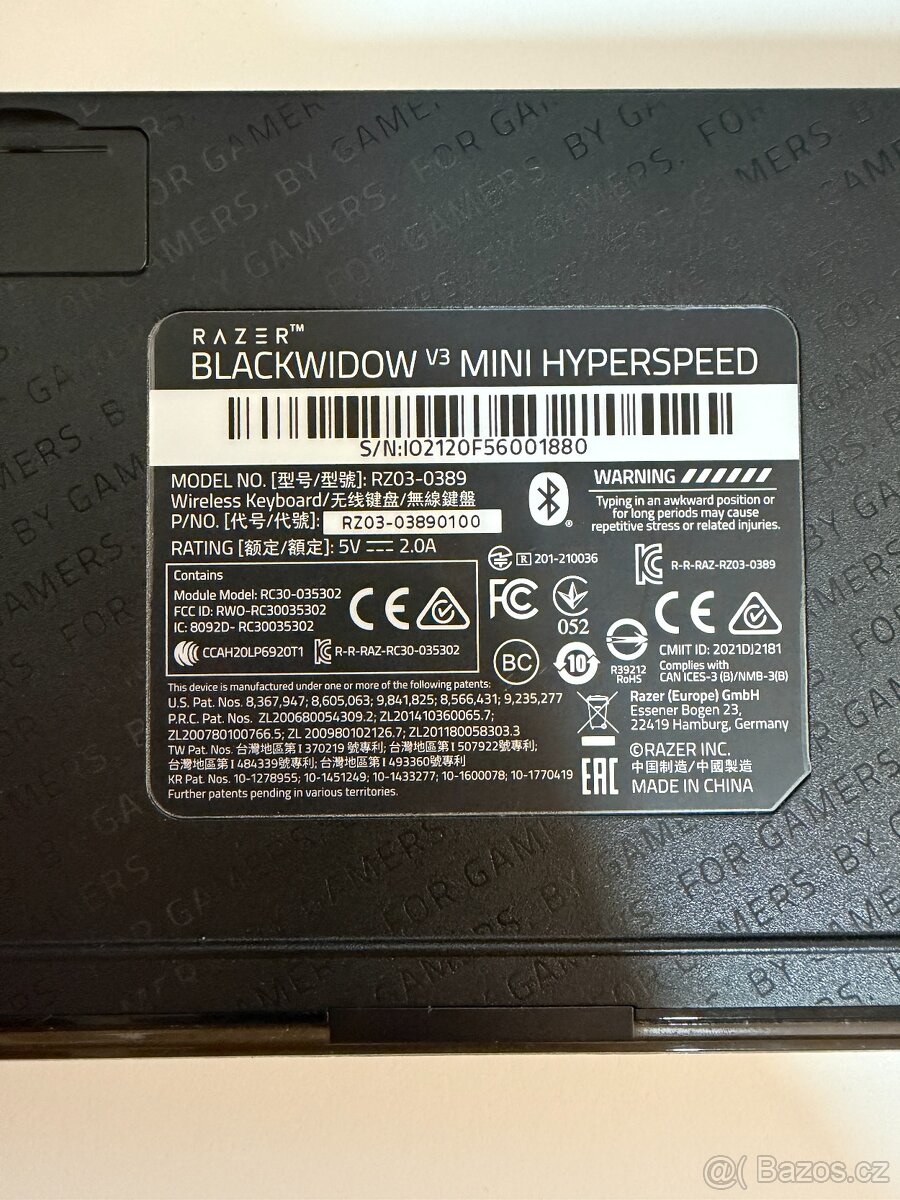 RAZER™
BLACKWIDOW V3 MINI HYPERSPEED
S/N:IO2120F56001880
MODEL NO. [型号/型號]: RZ03-0389
Wireless Keyboard/无线键盘/無線鍵盤
P/NO. [代号/代號]: RZ03-03890100
RATING [额定/額定]: 5V 2.0A
WARNING
Typing in an awkward position or
for long periods may cause
repetitive stress or related injuries.
Contains
Module Model: RC30-035302
FCC ID: RWO-RC30035302
IC: 8092D- RC30035302
CE
CCAH20LP6920T1 R-R-RAZ-RC30-035302
R 201-210036
R-R-RAZ-RZ03-0389
FC
052
CE
BC
10
R39212
RoHS
CMIIT ID: 2021DJ2181
Complies with
CAN ICES-3 (B)/NMB-3(B)
This device is manufactured under one or more of the following patents:
U.S. Pat. Nos. 8,367,947; 8,605,063; 9,841,825; 8,566,431; 9,235,277
P.R.C. Pat. Nos. ZL200680054309.2; ZL201410360065.7;
ZL200780100766.5; ZL 200980102126.7; ZL201180058303.3
TW Pat. Nos. 台灣地區第 I 370219 號專利; 台灣地區第 I 507922號專利;
台灣地區第 I 484339號專利; 台灣地區第 I 493360號專利
KR Pat. Nos. 10-1278955; 10-1451249; 10-1433277; 10-1600078; 10-1770419
Further patents pending in various territories.
Razer (Europe) GmbH
Essener Bogen 23,
22419 Hamburg, Germany
EAC
©RAZER INC.
中国制造/中國製造
MADE IN CHINA
FOR GAMERS. BY GAMERS.
@( Bazos.cz